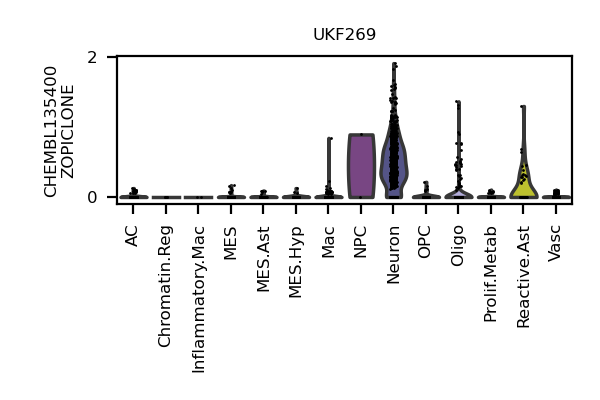 UKF269
CHEMBL135400
ZOPICLONE
2
0
AC
Chromatin.Reg
Inflammatory.Mac
MES
MES.Ast
MES.Hyp
Mac
NPC
Neuron
OPC
Oligo
Prolif.Metab
Reactive.Ast
Vasc